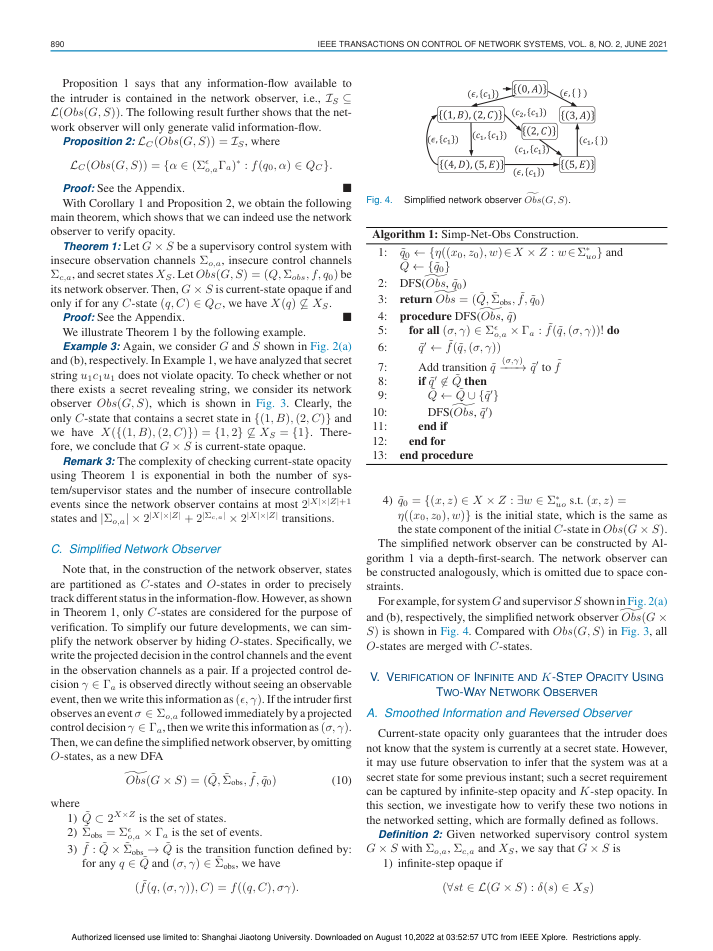 890
IEEE TRANSACTIONS ON CONTROL OF NETWORK SYSTEMS, VOL. 8, NO. 2, JUNE 2021
Proposition 1 says that any information-flow available to
the intruder is contained in the network observer, i.e., ℐ_S ⊆
ℒ(Obs(G, S)). The following result further shows that the net-
work observer will only generate valid information-flow.
Proposition 2: ℒ_C(Obs(G, S)) = ℐ_S, where
ℒ_C(Obs(G, S)) = {α ∈ (Σ^ϵ_{o,a}Γ_a)* : f(q_0, α) ∈ Q_C}.
Proof: See the Appendix. ■
With Corollary 1 and Proposition 2, we obtain the following
main theorem, which shows that we can indeed use the network
observer to verify opacity.
Theorem 1: Let G × S be a supervisory control system with
insecure observation channels Σ_{o,a}, insecure control channels
Σ_{c,a}, and secret states X_S. Let Obs(G, S) = (Q, Σ_{obs}, f, q_0) be
its network observer. Then, G × S is current-state opaque if and
only if for any C-state (q, C) ∈ Q_C, we have X(q) ⊈ X_S.
Proof: See the Appendix. ■
We illustrate Theorem 1 by the following example.
Example 3: Again, we consider G and S shown in Fig. 2(a)
and (b), respectively. In Example 1, we have analyzed that secret
string u_1c_1u_1 does not violate opacity. To check whether or not
there exists a secret revealing string, we consider its network
observer Obs(G, S), which is shown in Fig. 3. Clearly, the
only C-state that contains a secret state in {(1, B), (2, C)} and
we have X({(1, B), (2, C)}) = {1, 2} ⊈ X_S = {1}. There-
fore, we conclude that G × S is current-state opaque.
Remark 3: The complexity of checking current-state opacity
using Theorem 1 is exponential in both the number of sys-
tem/supervisor states and the number of insecure controllable
events since the network observer contains at most 2^{|X|×|Z|+1}
states and |Σ_{o,a}| × 2^{|X|×|Z|} + 2^{|Σ_{c,a}|} × 2^{|X|×|Z|} transitions.
C. Simplified Network Observer
Note that, in the construction of the network observer, states
are partitioned as C-states and O-states in order to precisely
track different status in the information-flow. However, as shown
in Theorem 1, only C-states are considered for the purpose of
verification. To simplify our future developments, we can sim-
plify the network observer by hiding O-states. Specifically, we
write the projected decision in the control channels and the event
in the observation channels as a pair. If a projected control de-
cision γ ∈ Γ_a is observed directly without seeing an observable
event, then we write this information as (ϵ, γ). If the intruder first
observes an event σ ∈ Σ_{o,a} followed immediately by a projected
control decision γ ∈ Γ_a, then we write this information as (σ, γ).
Then, we can define the simplified network observer, by omitting
O-states, as a new DFA
Õbs(G × S) = (Q̃, Σ̃_{obs}, f̃, q̃_0) (10)
where
1) Q̃ ⊂ 2^{X×Z} is the set of states.
2) Σ̃_{obs} = Σ^ϵ_{o,a} × Γ_a is the set of events.
3) f̃ : Q̃ × Σ̃_{obs} → Q̃ is the transition function defined by:
for any q ∈ Q̃ and (σ, γ) ∈ Σ̃_{obs}, we have
(f̃(q, (σ, γ)), C) = f((q, C), σγ).
{(0, A)}
(ϵ,{c_1}) (ϵ,{ })
{(1, B), (2, C)} (c_2,{c_1}) {(3, A)}
{(2, C)}
(ϵ,{c_1}) (c_1,{c_1}) (c_1,{ })
(c_1,{c_1})
{(4, D), (5, E)} {(5, E)}
(ϵ,{c_1})
Fig. 4. Simplified network observer Õbs(G, S).
Algorithm 1: Simp-Net-Obs Construction.
1: q̃_0 ← {η((x_0, z_0), w) ∈ X × Z : w ∈ Σ*_{uo}} and
Q̃ ← {q̃_0}
2: DFS(Õbs, q̃_0)
3: return Õbs = (Q̃, Σ̃_{obs}, f̃, q̃_0)
4: procedure DFS(Õbs, q̃)
5: for all (σ, γ) ∈ Σ^ϵ_{o,a} × Γ_a : f̃(q̃, (σ, γ))! do
6: q̃′ ← f̃(q̃, (σ, γ))
7: Add transition q̃ —(σ,γ)→ q̃′ to f̃
8: if q̃′ ∉ Q̃ then
9: Q̃ ← Q̃ ∪ {q̃′}
10: DFS(Õbs, q̃′)
11: end if
12: end for
13: end procedure
4) q̃_0 = {(x, z) ∈ X × Z : ∃w ∈ Σ*_{uo} s.t. (x, z) =
η((x_0, z_0), w)} is the initial state, which is the same as
the state component of the initial C-state in Obs(G × S).
The simplified network observer can be constructed by Al-
gorithm 1 via a depth-first-search. The network observer can
be constructed analogously, which is omitted due to space con-
straints.
For example, for system G and supervisor S shown in Fig. 2(a)
and (b), respectively, the simplified network observer Õbs(G ×
S) is shown in Fig. 4. Compared with Obs(G, S) in Fig. 3, all
O-states are merged with C-states.
V. VERIFICATION OF INFINITE AND K-STEP OPACITY USING
TWO-WAY NETWORK OBSERVER
A. Smoothed Information and Reversed Observer
Current-state opacity only guarantees that the intruder does
not know that the system is currently at a secret state. However,
it may use future observation to infer that the system was at a
secret state for some previous instant; such a secret requirement
can be captured by infinite-step opacity and K-step opacity. In
this section, we investigate how to verify these two notions in
the networked setting, which are formally defined as follows.
Definition 2: Given networked supervisory control system
G × S with Σ_{o,a}, Σ_{c,a} and X_S, we say that G × S is
1) infinite-step opaque if
(∀st ∈ ℒ(G × S) : δ(s) ∈ X_S)
Authorized licensed use limited to: Shanghai Jiaotong University. Downloaded on August 10,2022 at 03:52:57 UTC from IEEE Xplore. Restrictions apply.